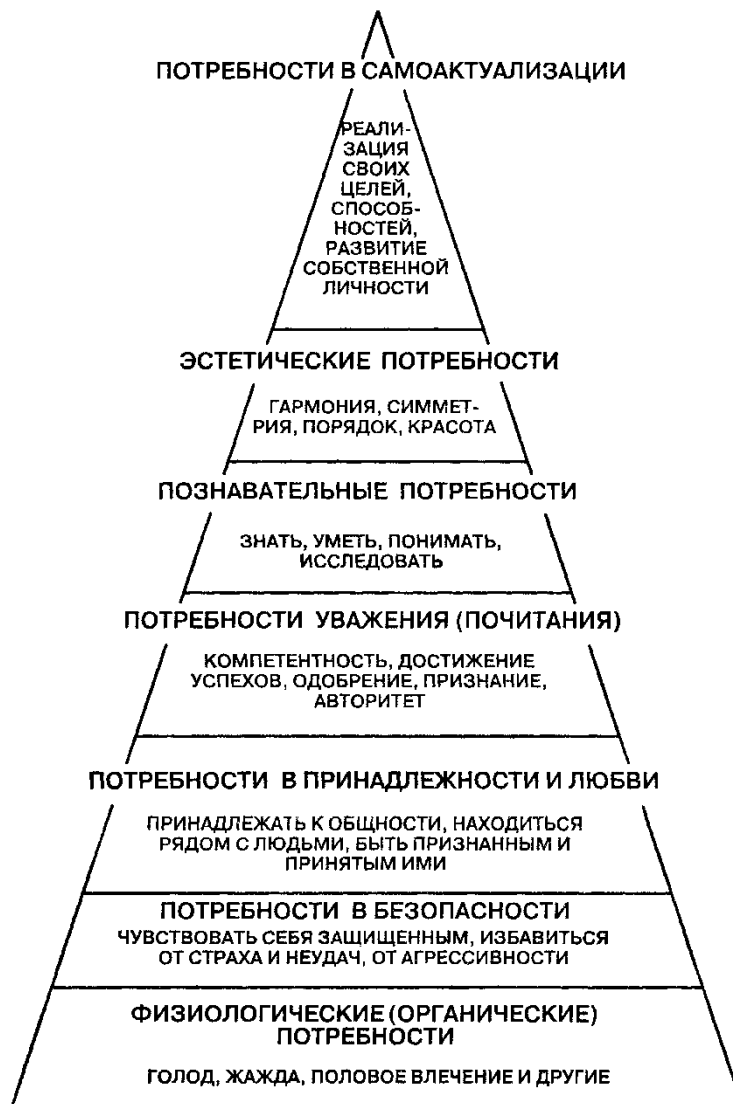 ПОТРЕБНОСТИ В САМОАКТУАЛИЗАЦИИ
РЕАЛИ-
ЗАЦИЯ
СВОИХ
ЦЕЛЕЙ,
СПОСОБ-
НОСТЕЙ,
РАЗВИТИЕ
СОБСТВЕННОЙ
ЛИЧНОСТИ
ЭСТЕТИЧЕСКИЕ ПОТРЕБНОСТИ
ГАРМОНИЯ, СИММЕТ-
РИЯ, ПОРЯДОК, КРАСОТА
ПОЗНАВАТЕЛЬНЫЕ ПОТРЕБНОСТИ
ЗНАТЬ, УМЕТЬ, ПОНИМАТЬ,
ИССЛЕДОВАТЬ
ПОТРЕБНОСТИ УВАЖЕНИЯ (ПОЧИТАНИЯ)
КОМПЕТЕНТНОСТЬ, ДОСТИЖЕНИЕ
УСПЕХОВ, ОДОБРЕНИЕ, ПРИЗНАНИЕ,
АВТОРИТЕТ
ПОТРЕБНОСТИ В ПРИНАДЛЕЖНОСТИ И ЛЮБВИ
ПРИНАДЛЕЖАТЬ К ОБЩНОСТИ, НАХОДИТЬСЯ
РЯДОМ С ЛЮДЬМИ, БЫТЬ ПРИЗНАННЫМ И
ПРИНЯТЫМ ИМИ
ПОТРЕБНОСТИ В БЕЗОПАСНОСТИ
ЧУВСТВОВАТЬ СЕБЯ ЗАЩИЩЕННЫМ, ИЗБАВИТЬСЯ
ОТ СТРАХА И НЕУДАЧ, ОТ АГРЕССИВНОСТИ
ФИЗИОЛОГИЧЕСКИЕ (ОРГАНИЧЕСКИЕ)
ПОТРЕБНОСТИ
ГОЛОД, ЖАЖДА, ПОЛОВОЕ ВЛЕЧЕНИЕ И ДРУГИЕ